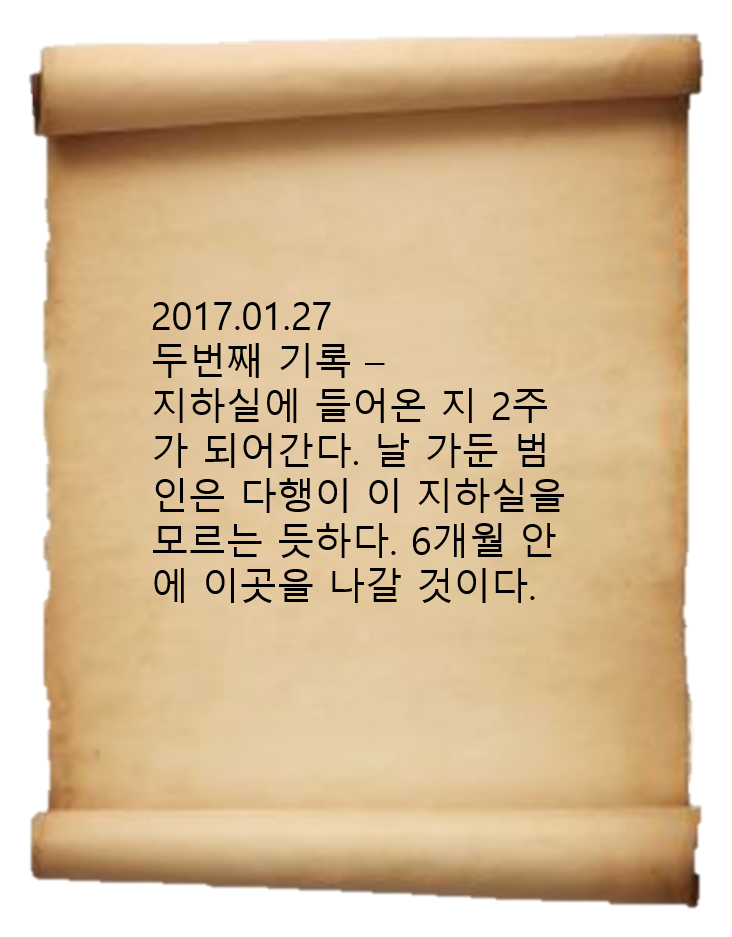 2017.01.27
두번째 기록 –
지하실에 들어온 지 2주
가 되어간다. 날 가둔 범
인은 다행이 이 지하실을
모르는 듯하다. 6개월 안
에 이곳을 나갈 것이다.